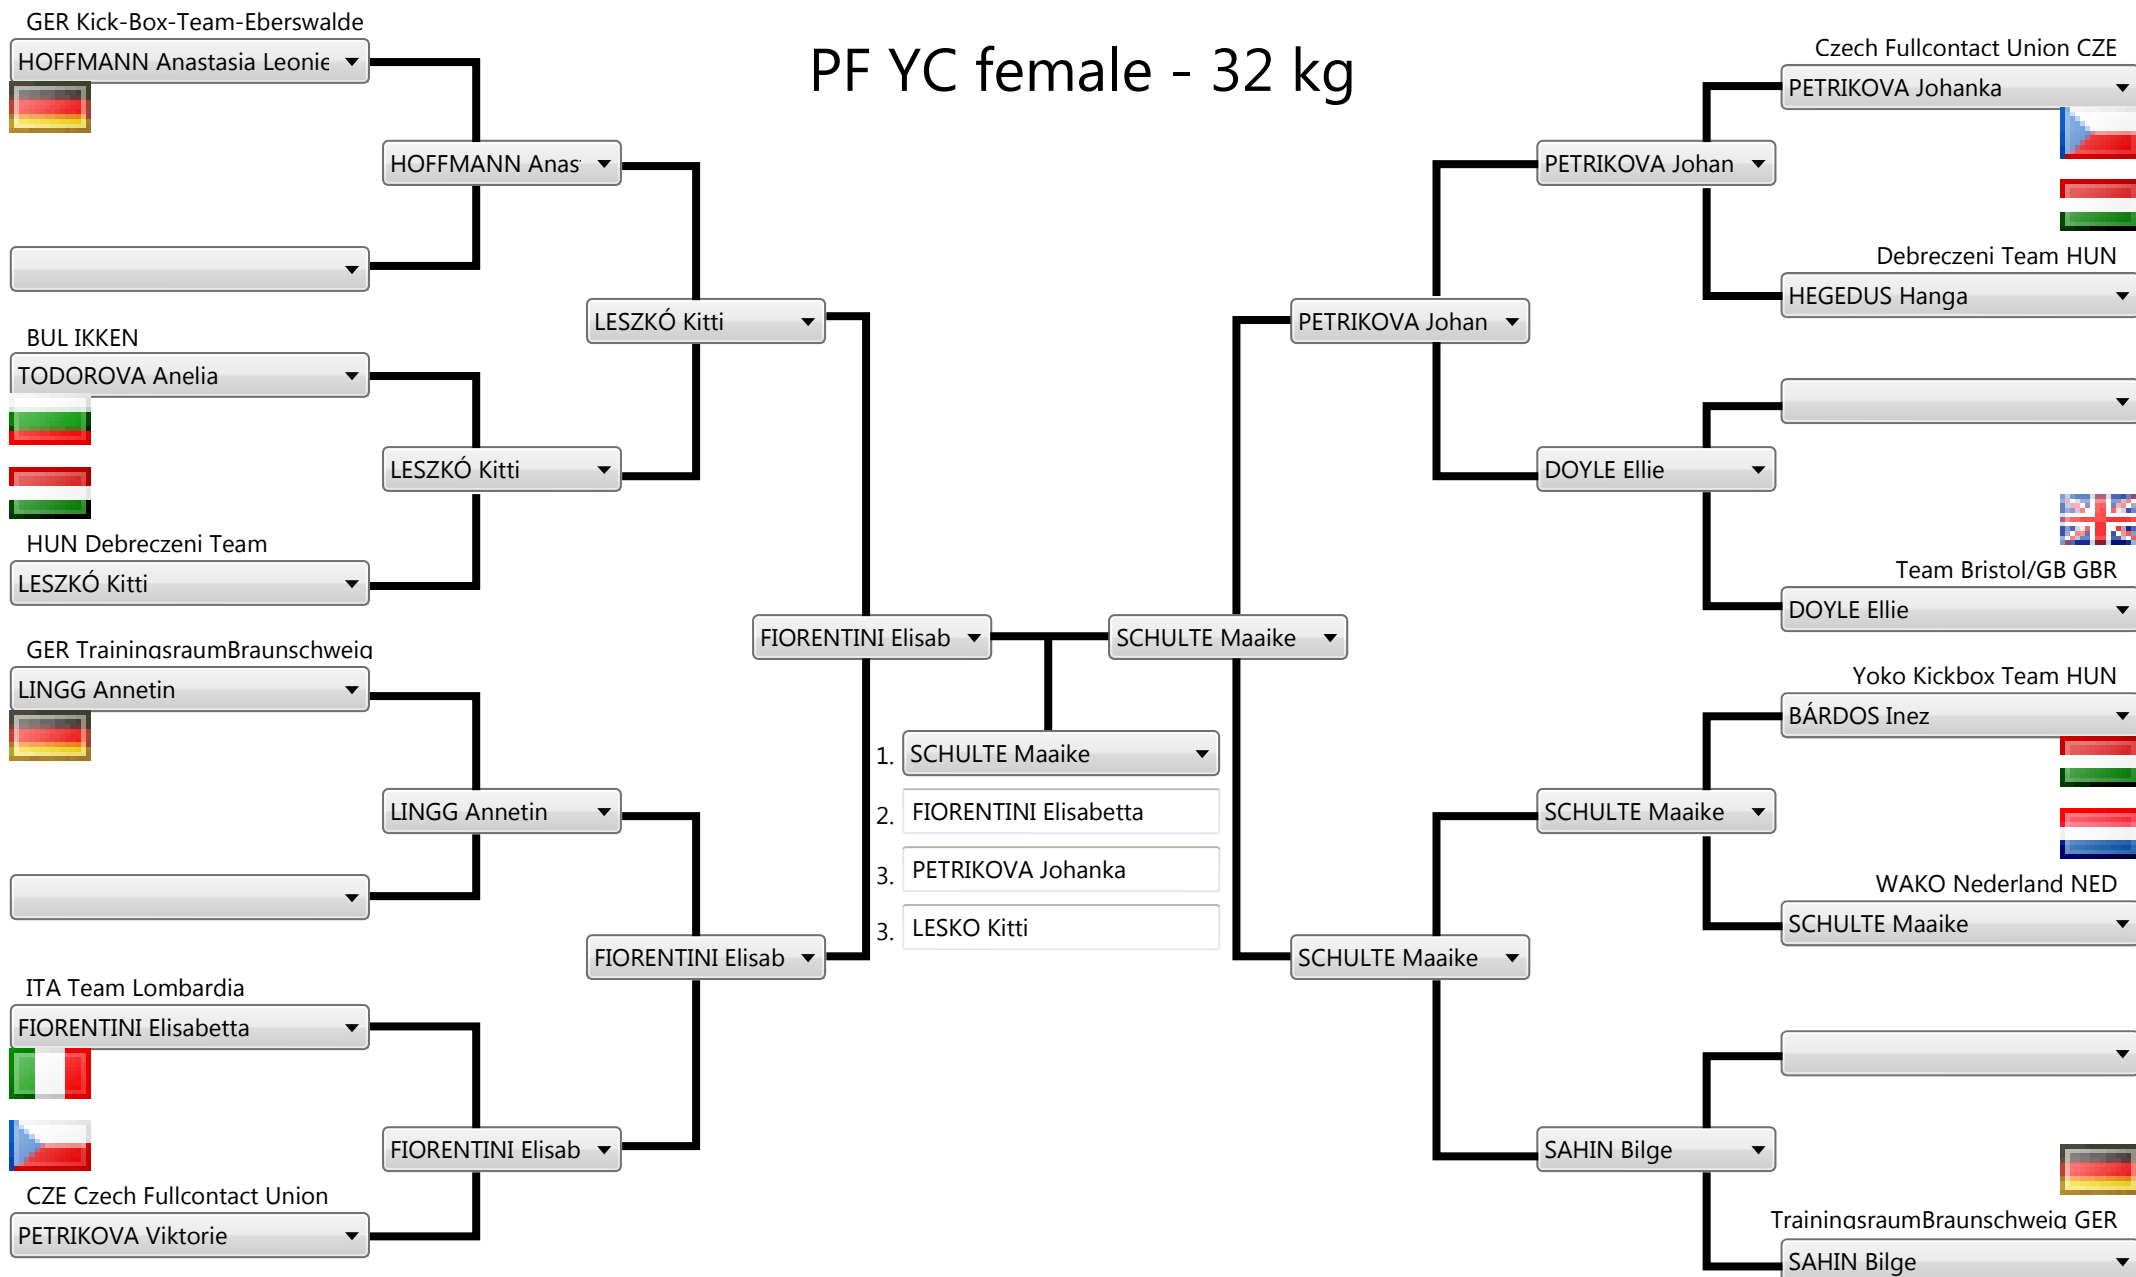 PF YC female - 32 kg
GER Kick-Box-Team-Eberswalde
HOFFMANN Anastasia Leonie
BUL IKKEN
TODOROVA Anelia
HUN Debreczeni Team
LESZKÓ Kitti
GER TrainingsraumBraunschweig
LINGG Annetin
ITA Team Lombardia
FIORENTINI Elisabetta
CZE Czech Fullcontact Union
PETRIKOVA Viktorie
HOFFMANN Anas
LESZKÓ Kitti
LINGG Annetin
FIORENTINI Elisab
LESZKÓ Kitti
FIORENTINI Elisab
FIORENTINI Elisab
SCHULTE Maaike
1. SCHULTE Maaike
2. FIORENTINI Elisabetta
3. PETRIKOVA Johanka
3. LESKO Kitti
PETRIKOVA Johan
SCHULTE Maaike
PETRIKOVA Johan
DOYLE Ellie
SCHULTE Maaike
SAHIN Bilge
Czech Fullcontact Union CZE
PETRIKOVA Johanka
Debreczeni Team HUN
HEGEDUS Hanga
Team Bristol/GB GBR
DOYLE Ellie
Yoko Kickbox Team HUN
BÁRDOS Inez
WAKO Nederland NED
SCHULTE Maaike
TrainingsraumBraunschweig GER
SAHIN Bilge